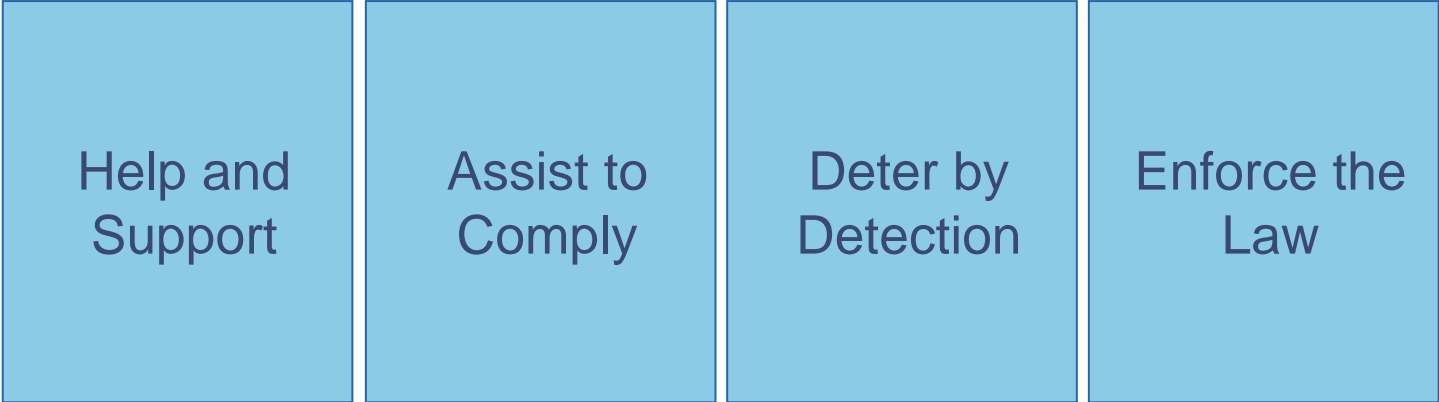 Help and
Support
Assist to
Comply
Deter by
Detection
Enforce the
Law